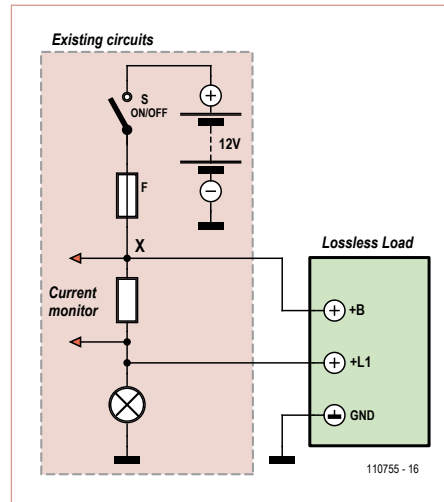 Existing circuits
S
ON/OFF
+
12V
F
−
X
Lossless Load
Current
monitor
+B
+
+L1
+
GND
110755 - 16